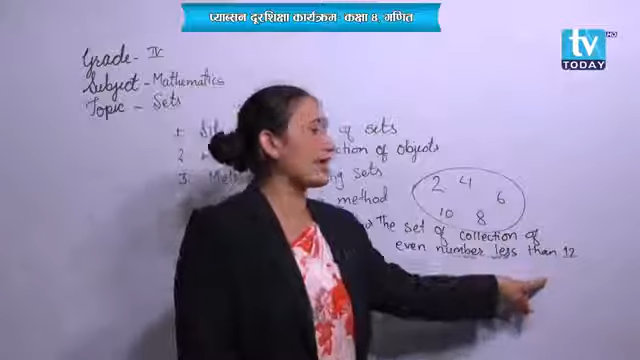 प्याब्सन दूरशिक्षा कार्यक्रम- कक्षा ४, गणित
tv HD
TODAY
Grade - IV
Subject - Mathematics
Topic - Sets
1. of sets
2. of objects
3. sets
method
2 4
6
10 8
The set of collection of
even number less than 12